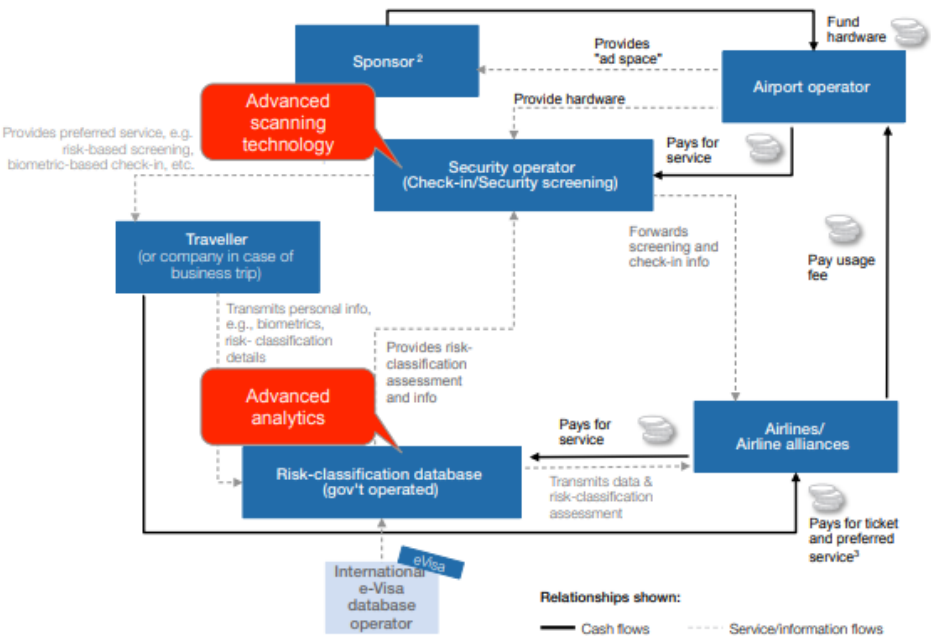 Fund
hardware
Sponsor 2
Provides
"ad space"
Airport operator
Advanced
scanning
technology
Provide hardware
Provides preferred service, e.g.
risk-based screening,
biometric-based check-in, etc.
Pays for
service
Security operator
(Check-in/Security screening)
Traveller
(or company in case of
business trip)
Forwards
screening and
check-in info
Pay usage
fee
Transmits personal info,
e.g., biometrics,
risk- classification
details
Provides risk-
classification
assessment
and info
Advanced
analytics
Airlines/
Airline alliances
Pays for
service
Risk-classification database
(gov't operated)
Transmits data &
risk-classification
assessment
Pays for ticket
and preferred
service3
eVisa
International
e-Visa
database
operator
Relationships shown:
Cash flows
Service/information flows